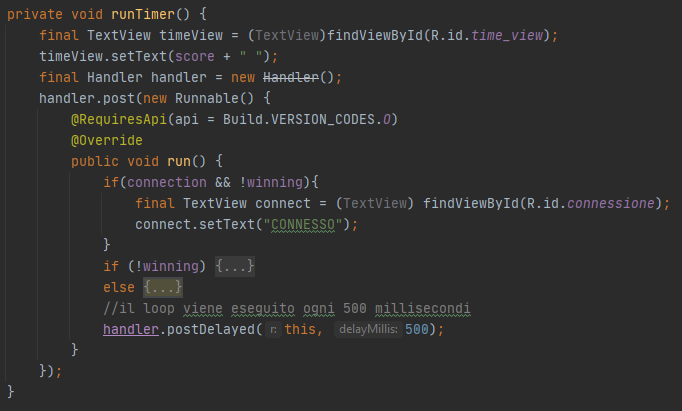 private void runTimer() {
    final TextView timeView = (TextView)findViewById(R.id.time_view);
    timeView.setText(score + " ");
    final Handler handler = new Handler();
    handler.post(new Runnable() {
        @RequiresApi(api = Build.VERSION_CODES.O)
        @Override
        public void run() {
            if(connection && !winning){
                final TextView connect = (TextView) findViewById(R.id.connessione);
                connect.setText("CONNESSO");
            }
            if (!winning) {...}
            else {...}
            //il loop viene eseguito ogni 500 millisecondi
            handler.postDelayed( r: this, delayMillis: 500);
        }
    });
}